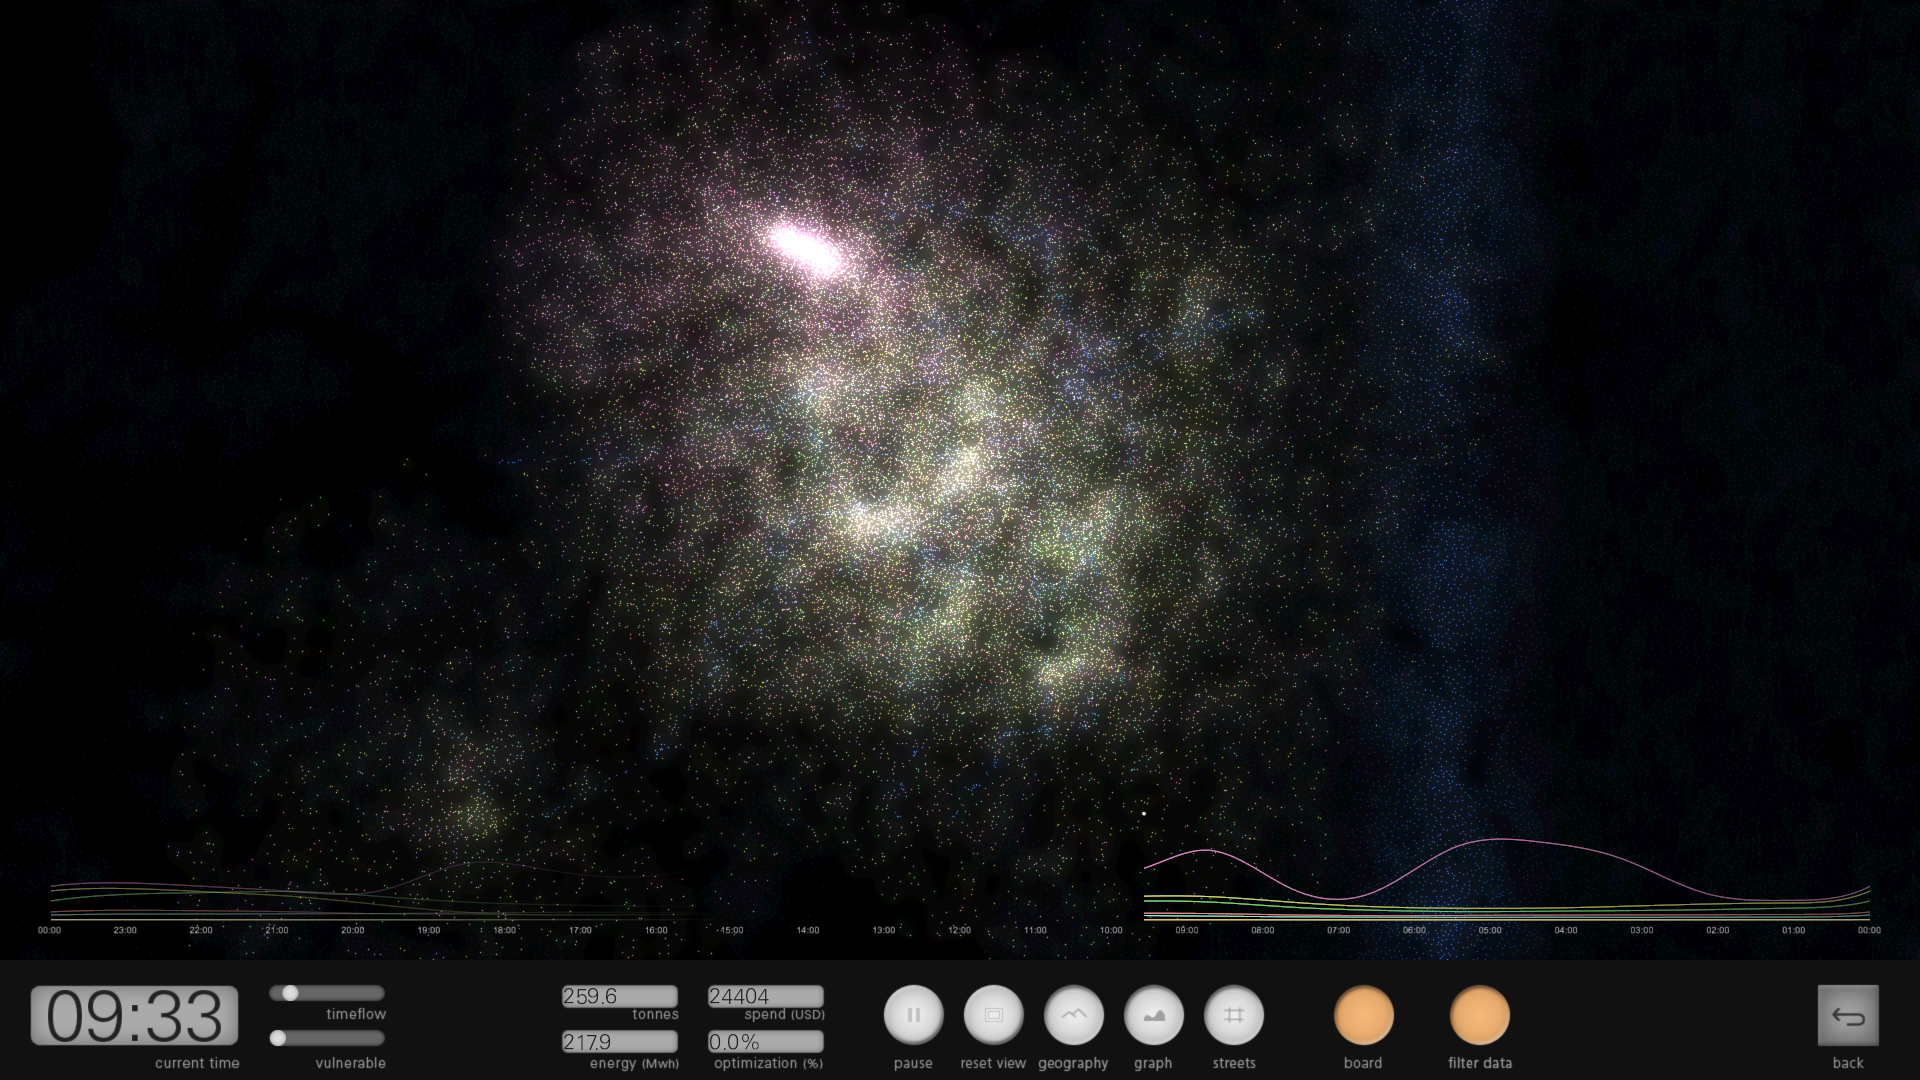 00:00 23:00 22:00 21:00 20:00 19:00 18:00 17:00 16:00 15:00 14:00 13:00 12:00 11:00 10:00 09:00 08:00 07:00 06:00 05:00 04:00 03:00 02:00 01:00 00:00
09:33
current time
timeflow
vulnerable
259.6
tonnes
217.9
energy (Mwh)
24404
spend (USD)
0.0%
optimization (%)
pause
reset view
geography
graph
streets
board
filter data
back